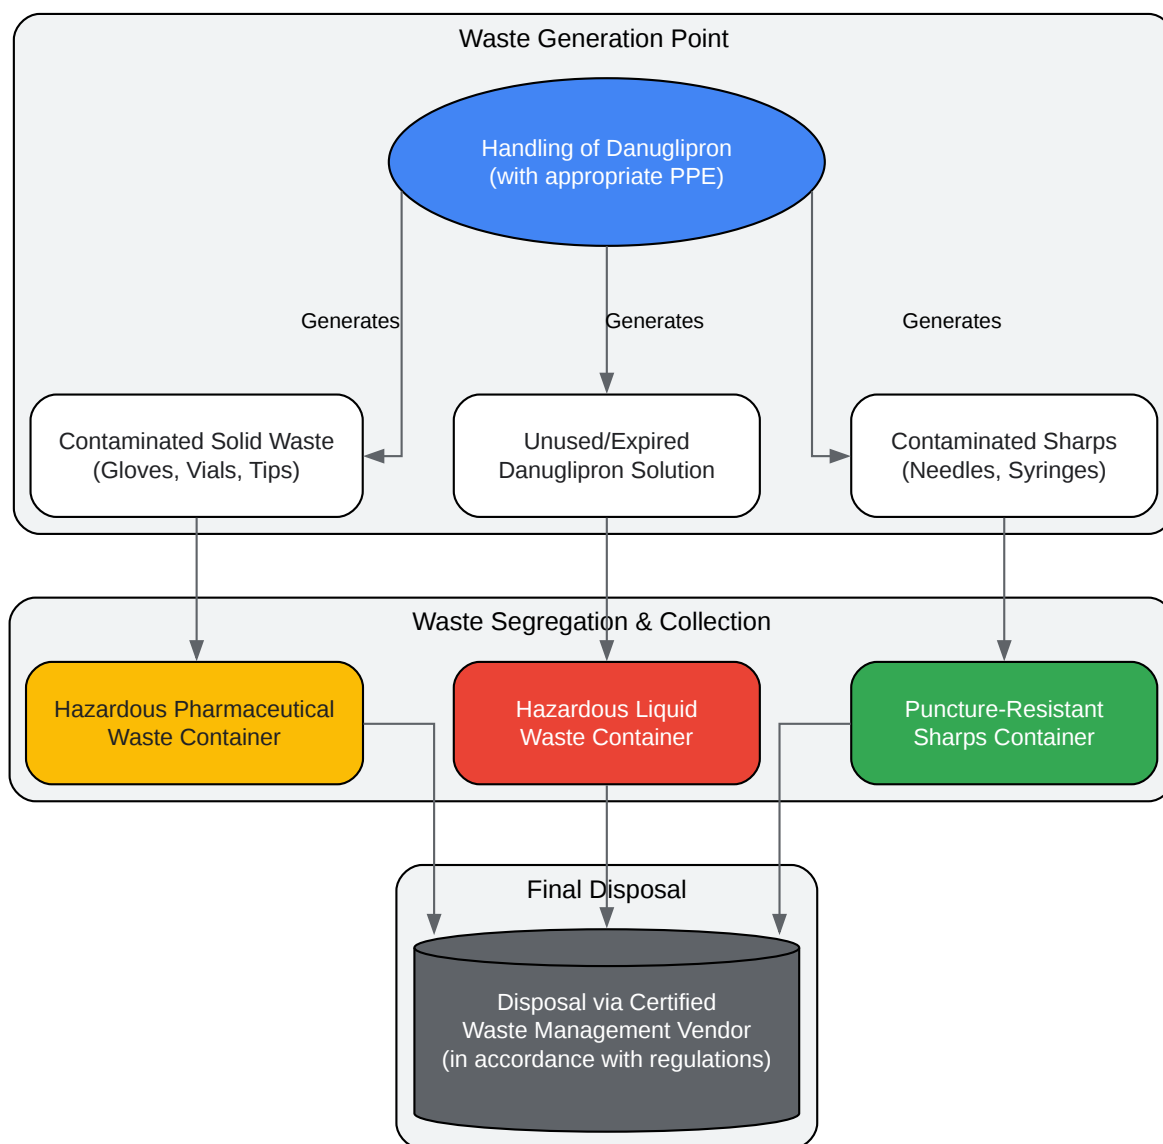 Waste Generation Point
Handling of Danuglipron
(with appropriate PPE)
Generates
Generates
Generates
Contaminated Solid Waste
(Gloves, Vials, Tips)
Unused/Expired
Danuglipron Solution
Contaminated Sharps
(Needles, Syringes)
Waste Segregation & Collection
Hazardous Pharmaceutical
Waste Container
Hazardous Liquid
Waste Container
Puncture-Resistant
Sharps Container
Final Disposal
Disposal via Certified
Waste Management Vendor
(in accordance with regulations)